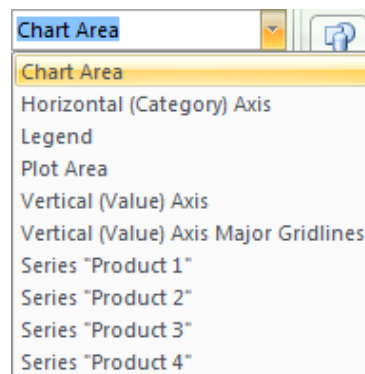 Chart Area
Chart Area
Horizontal (Category) Axis
Legend
Plot Area
Vertical (Value) Axis
Vertical (Value) Axis Major Gridlines
Series "Product 1"
Series "Product 2"
Series "Product 3"
Series "Product 4"